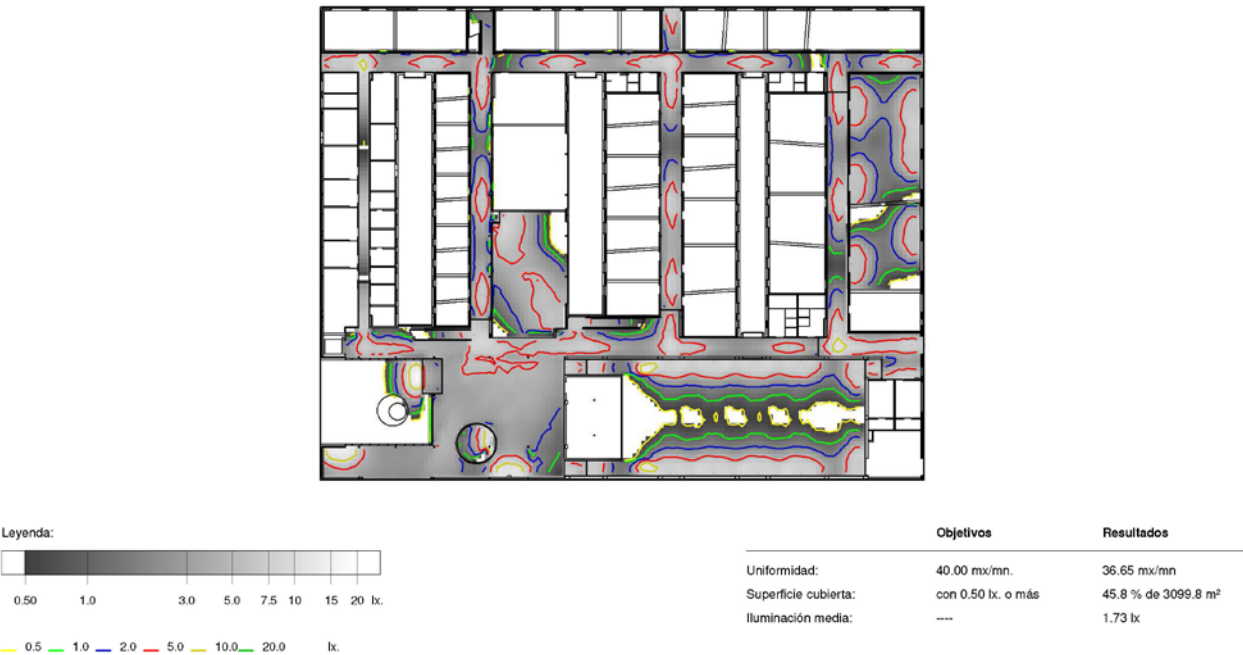 Leyenda:
0.50 1.0 3.0 5.0 7.5 10 15 20 lx.
0.5 1.0 2.0 5.0 10.0 20.0 lx.
Objetivos Resultados
Uniformidad: 40.00 mx/mn. 36.65 mx/mn
Superficie cubierta: con 0.50 lx. o más 45.8 % de 3099.8 m²
Iluminación media: ---- 1.73 lx